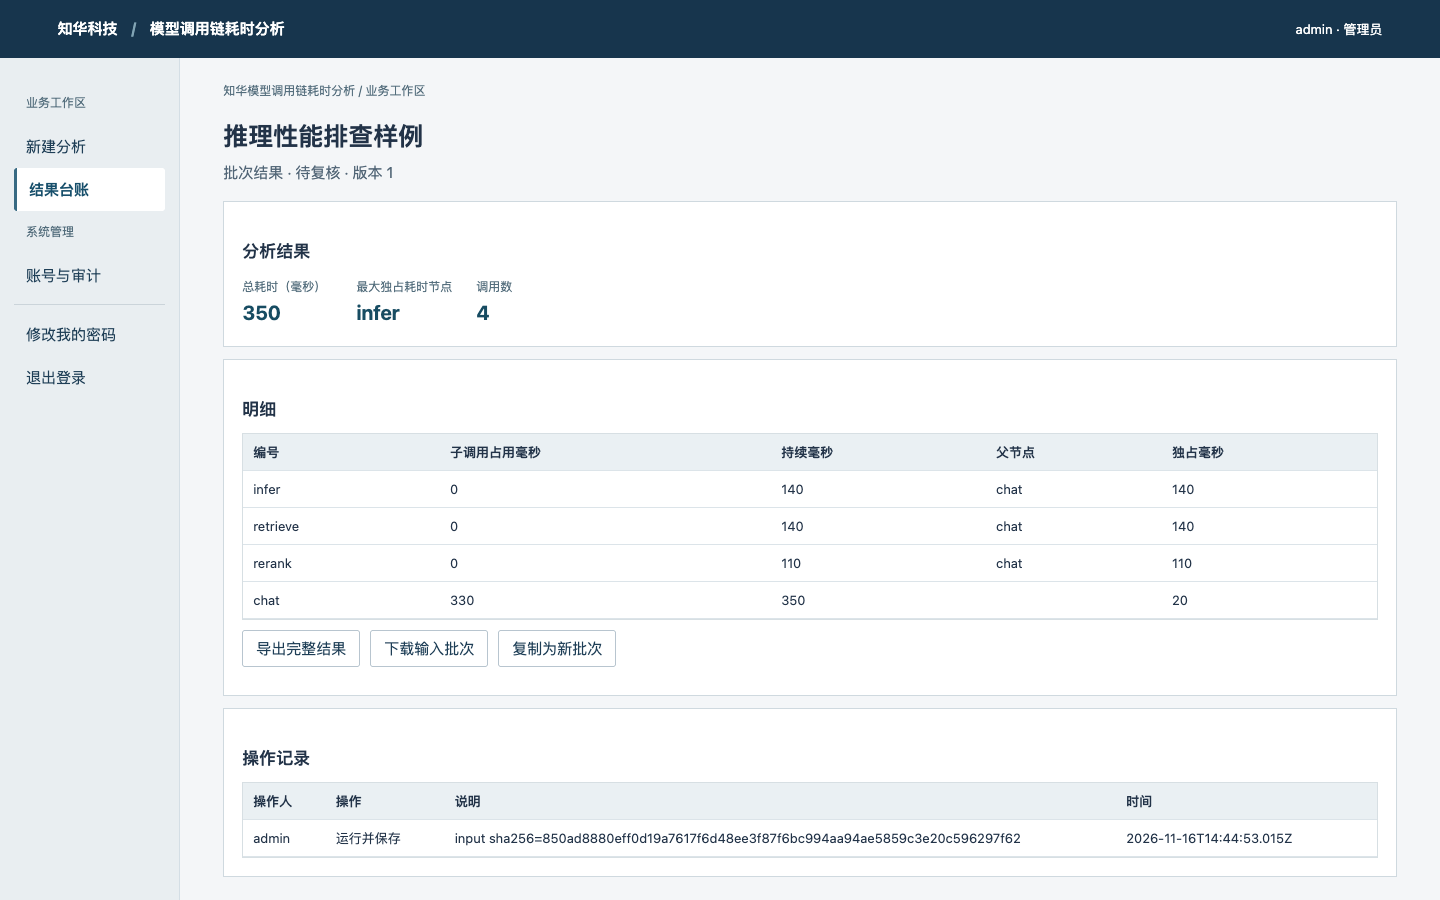 知华科技 / 模型调用链耗时分析
admin · 管理员
业务工作区
新建分析
结果台账
系统管理
账号与审计
修改我的密码
退出登录
知华模型调用链耗时分析 / 业务工作区
推理性能排查样例
批次结果 · 待复核 · 版本 1
分析结果
总耗时（毫秒） 最大独占耗时节点 调用数
350 infer 4
明细
编号 子调用占用毫秒 持续毫秒 父节点 独占毫秒
infer 0 140 chat 140
retrieve 0 140 chat 140
rerank 0 110 chat 110
chat 330 350 20
导出完整结果 下载输入批次 复制为新批次
操作记录
操作人 操作 说明 时间
admin 运行并保存 input sha256=850ad8880eff0d19a7617f6d48ee3f87f6bc994aa94ae5859c3e20c596297f62 2026-11-16T14:44:53.015Z